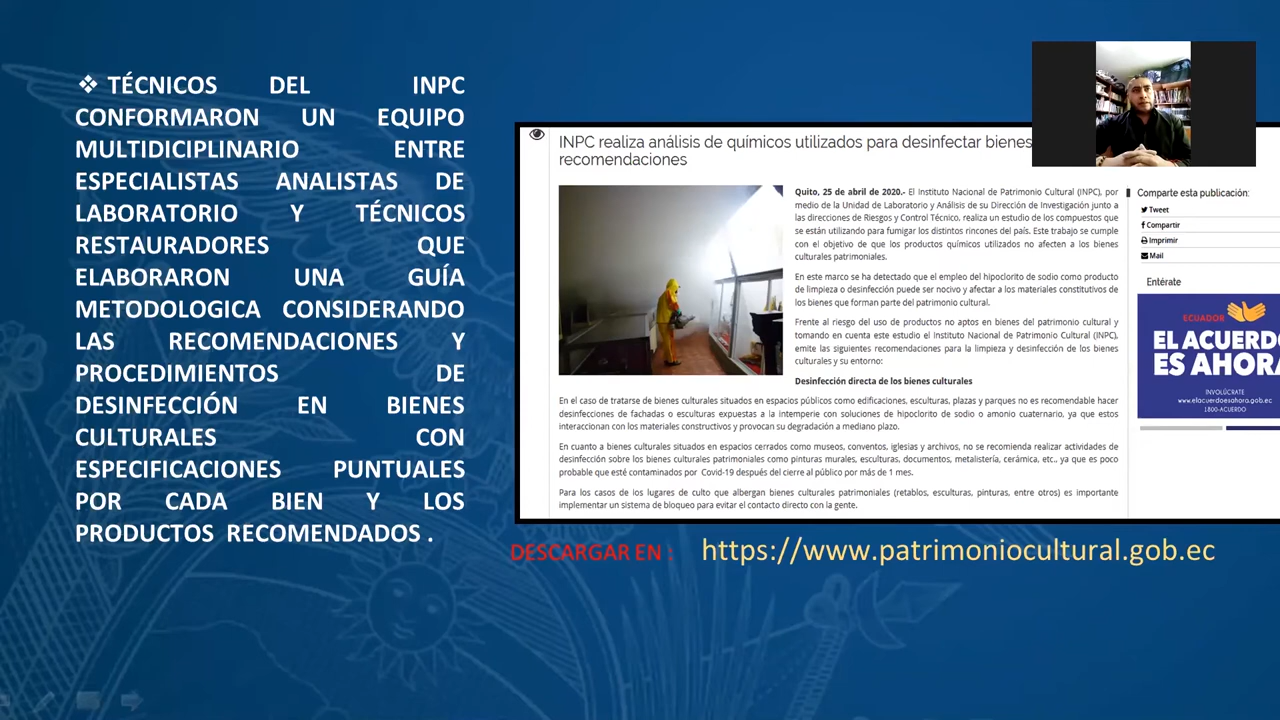 ❖ TÉCNICOS DEL INPC
CONFORMARON UN EQUIPO
MULTIDICIPLINARIO ENTRE
ESPECIALISTAS ANALISTAS DE
LABORATORIO Y TÉCNICOS
RESTAURADORES QUE
ELABORARON UNA GUÍA
METODOLOGICA CONSIDERANDO
LAS RECOMENDACIONES Y
PROCEDIMIENTOS DE
DESINFECCIÓN EN BIENES
CULTURALES CON
ESPECIFICACIONES PUNTUALES
POR CADA BIEN Y LOS
PRODUCTOS RECOMENDADOS .
INPC realiza análisis de químicos utilizados para desinfectar bienes
recomendaciones
Quito, 25 de abril de 2020.- El Instituto Nacional de Patrimonio Cultural (INPC), por
medio de la Unidad de Laboratorio y Análisis de su Dirección de Investigación junto a
las direcciones de Riesgos y Control Técnico, realiza un estudio de los compuestos que
se están utilizando para fumigar los distintos rincones del país. Este trabajo se cumple
con el objetivo de que los productos químicos utilizados no afecten a los bienes
culturales patrimoniales.
En este marco se ha detectado que el empleo del hipoclorito de sodio como producto
de limpieza o desinfección puede ser nocivo y afectar a los materiales constitutivos de
los bienes que forman parte del patrimonio cultural.
Frente al riesgo del uso de productos no aptos en bienes del patrimonio cultural y
tomando en cuenta este estudio el Instituto Nacional de Patrimonio Cultural (INPC),
emite las siguientes recomendaciones para la limpieza y desinfección de los bienes
culturales y su entorno:
Desinfección directa de los bienes culturales
En el caso de tratarse de bienes culturales situados en espacios públicos como edificaciones, esculturas, plazas y parques no es recomendable hacer
desinfecciones de fachadas o esculturas expuestas a la intemperie con soluciones de hipoclorito de sodio o amonio cuaternario, ya que estos
interaccionan con los materiales constructivos y provocan su degradación a mediano plazo.
En cuanto a bienes culturales situados en espacios cerrados como museos, conventos, iglesias y archivos, no se recomienda realizar actividades de
desinfección sobre los bienes culturales patrimoniales como pinturas murales, esculturas, documentos, metalistería, cerámica, etc., ya que es poco
probable que esté contaminados por Covid-19 después del cierre al público por más de 1 mes.
Para los casos de los lugares de culto que albergan bienes culturales patrimoniales (retablos, esculturas, pinturas, entre otros) es importante
implementar un sistema de bloqueo para evitar el contacto directo con la gente.
Comparte esta publicación:
Tweet
Compartir
Imprimir
Mail
Entérate
ECUADOR
EL ACUERDO
ES AHORA
INVOLÚCRATE
www.elacuerdoesahora.gob.ec
1800-ACUERDO
DESCARGAR EN : https://www.patrimoniocultural.gob.ec